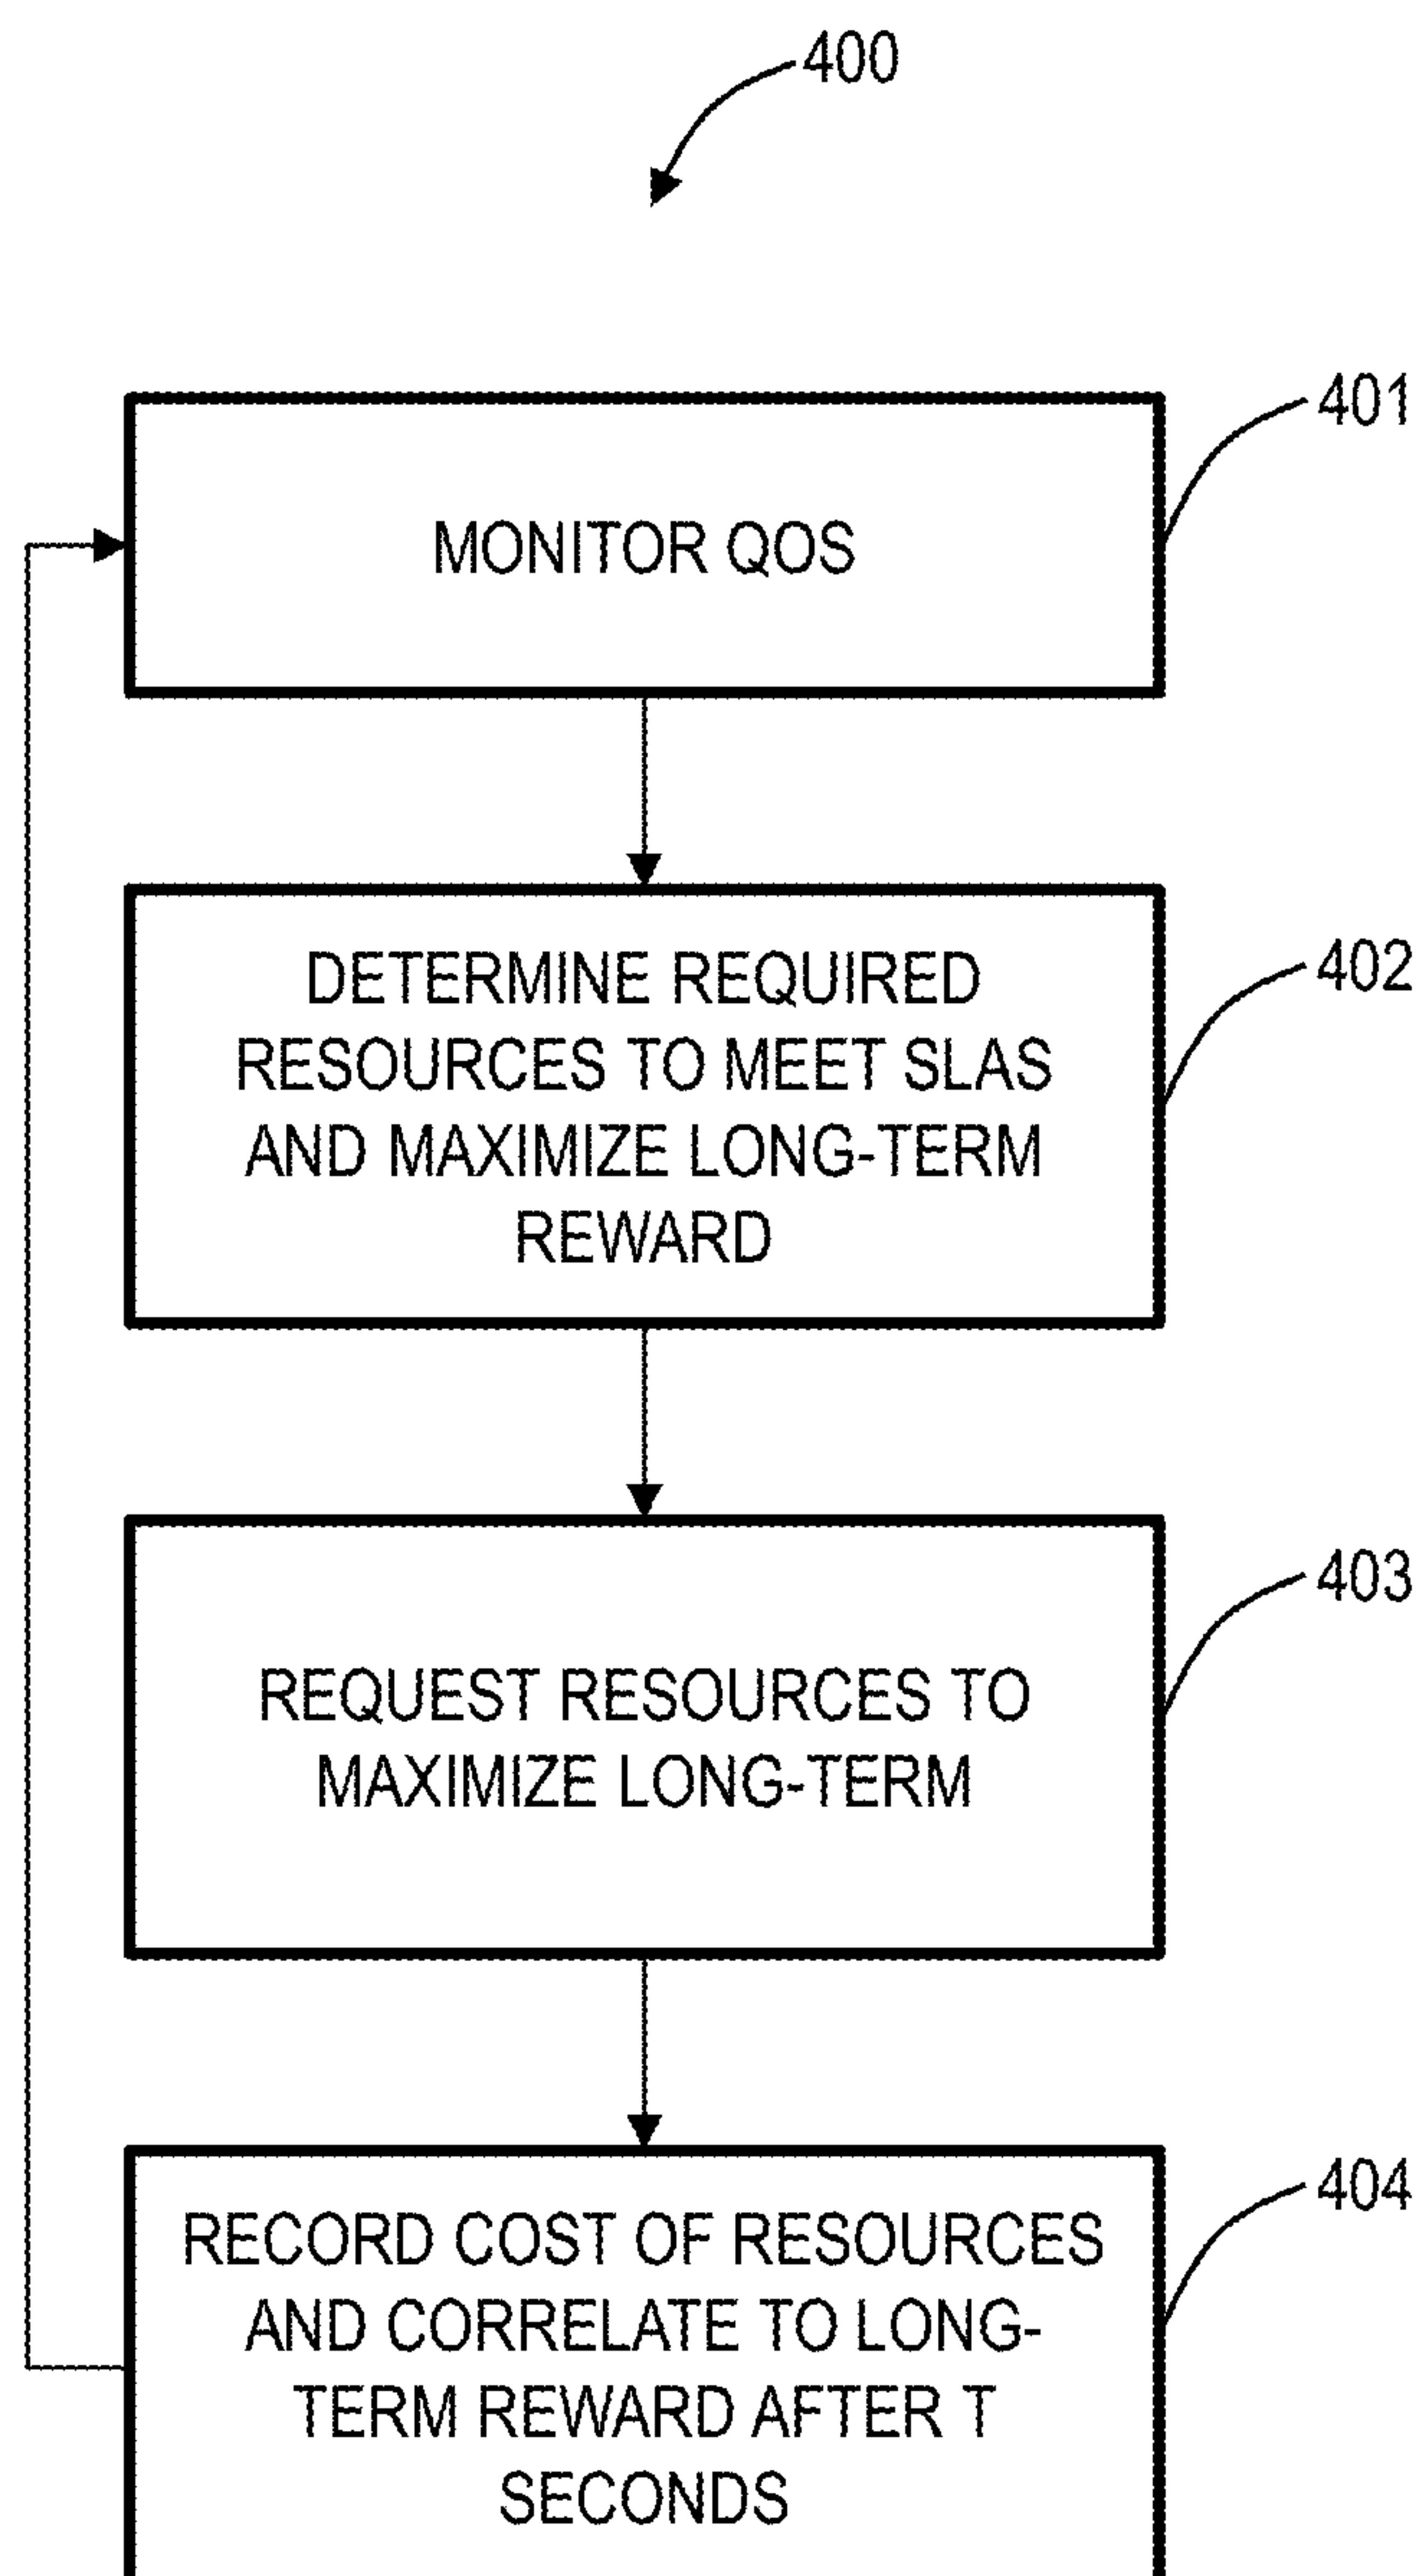 400
401
MONITOR QOS
402
DETERMINE REQUIRED
RESOURCES TO MEET SLAS
AND MAXIMIZE LONG-TERM
REWARD
403
REQUEST RESOURCES TO
MAXIMIZE LONG-TERM
404
RECORD COST OF RESOURCES
AND CORRELATE TO LONG-
TERM REWARD AFTER T
SECONDS